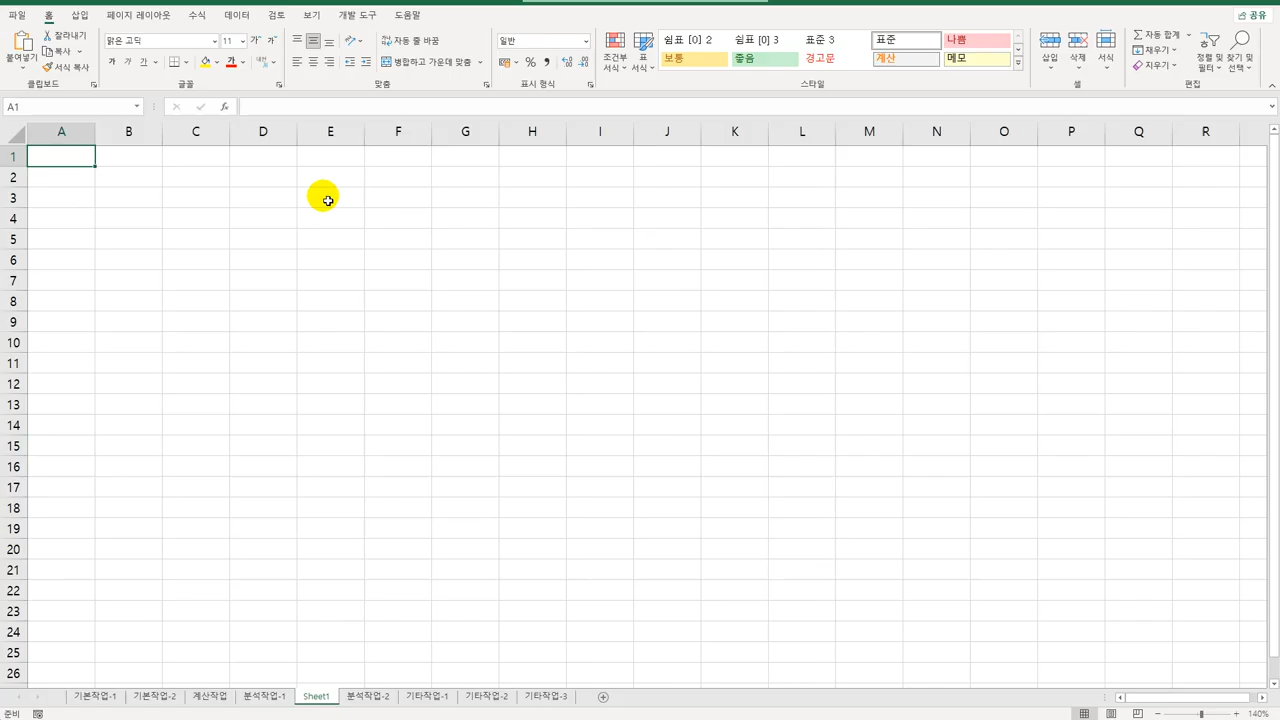 파일 홈 삽입 페이지 레이아웃 수식 데이터 검토 보기 개발 도구 도움말 공유
잘라내기 맑은 고딕 11 가 가 자동 줄 바꿈 일반 쉼표 [0] 2 쉼표 [0] 3 표준 3 표준 나쁨 자동 합계
붙여넣기 복사 조건부 서식 표 서식 삽입 삭제 서식 채우기 정렬 및 필터 찾기 및 선택
서식 복사 가 가 가 가 병합하고 가운데 맞춤 % 보통 좋음 경고문 계산 메모 지우기
클립보드 글꼴 맞춤 표시 형식 스타일 셀 편집
A1 fx
A B C D E F G H I J K L M N O P Q R
1
2
3
4
5
6
7
8
9
10
11
12
13
14
15
16
17
18
19
20
21
22
23
24
25
26
기본작업-1 기본작업-2 계산작업 분석작업-1 Sheet1 분석작업-2 기타작업-1 기타작업-2 기타작업-3
준비 140%